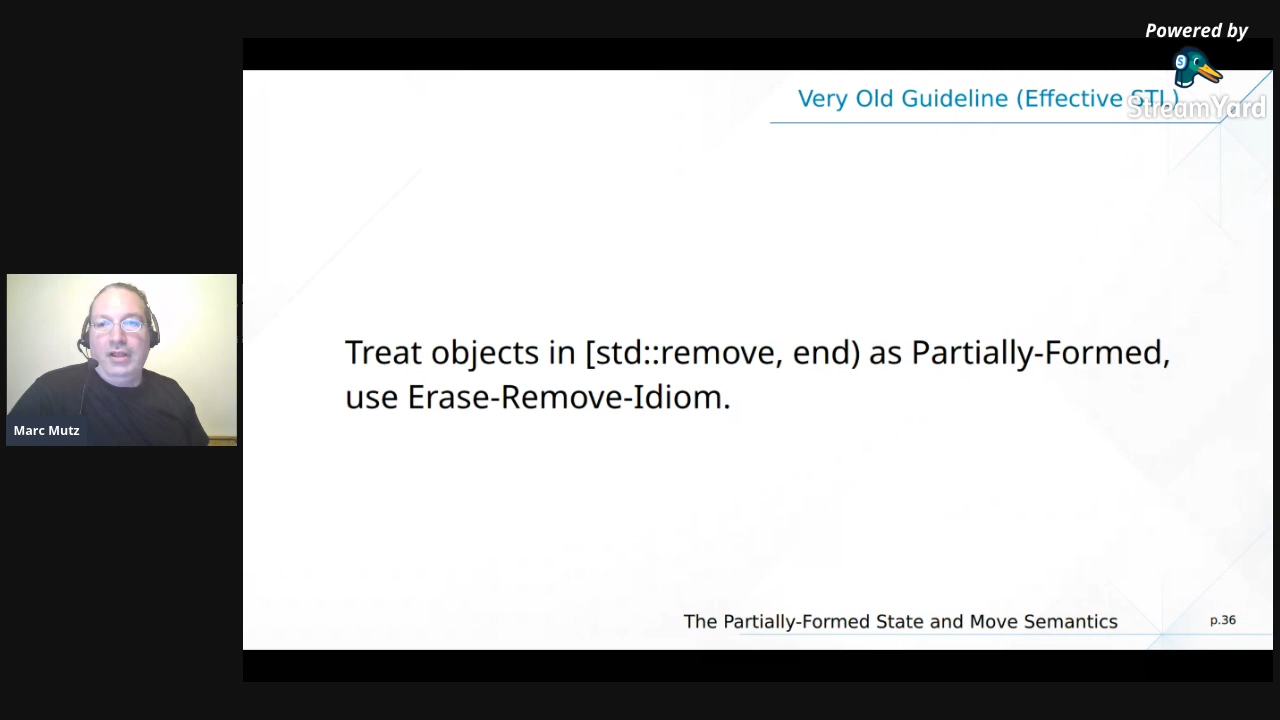 Powered by
StreamYard
Very Old Guideline (Effective STL)
Treat objects in [std::remove, end) as Partially-Formed,
use Erase-Remove-Idiom.
Marc Mutz
The Partially-Formed State and Move Semantics
p.36